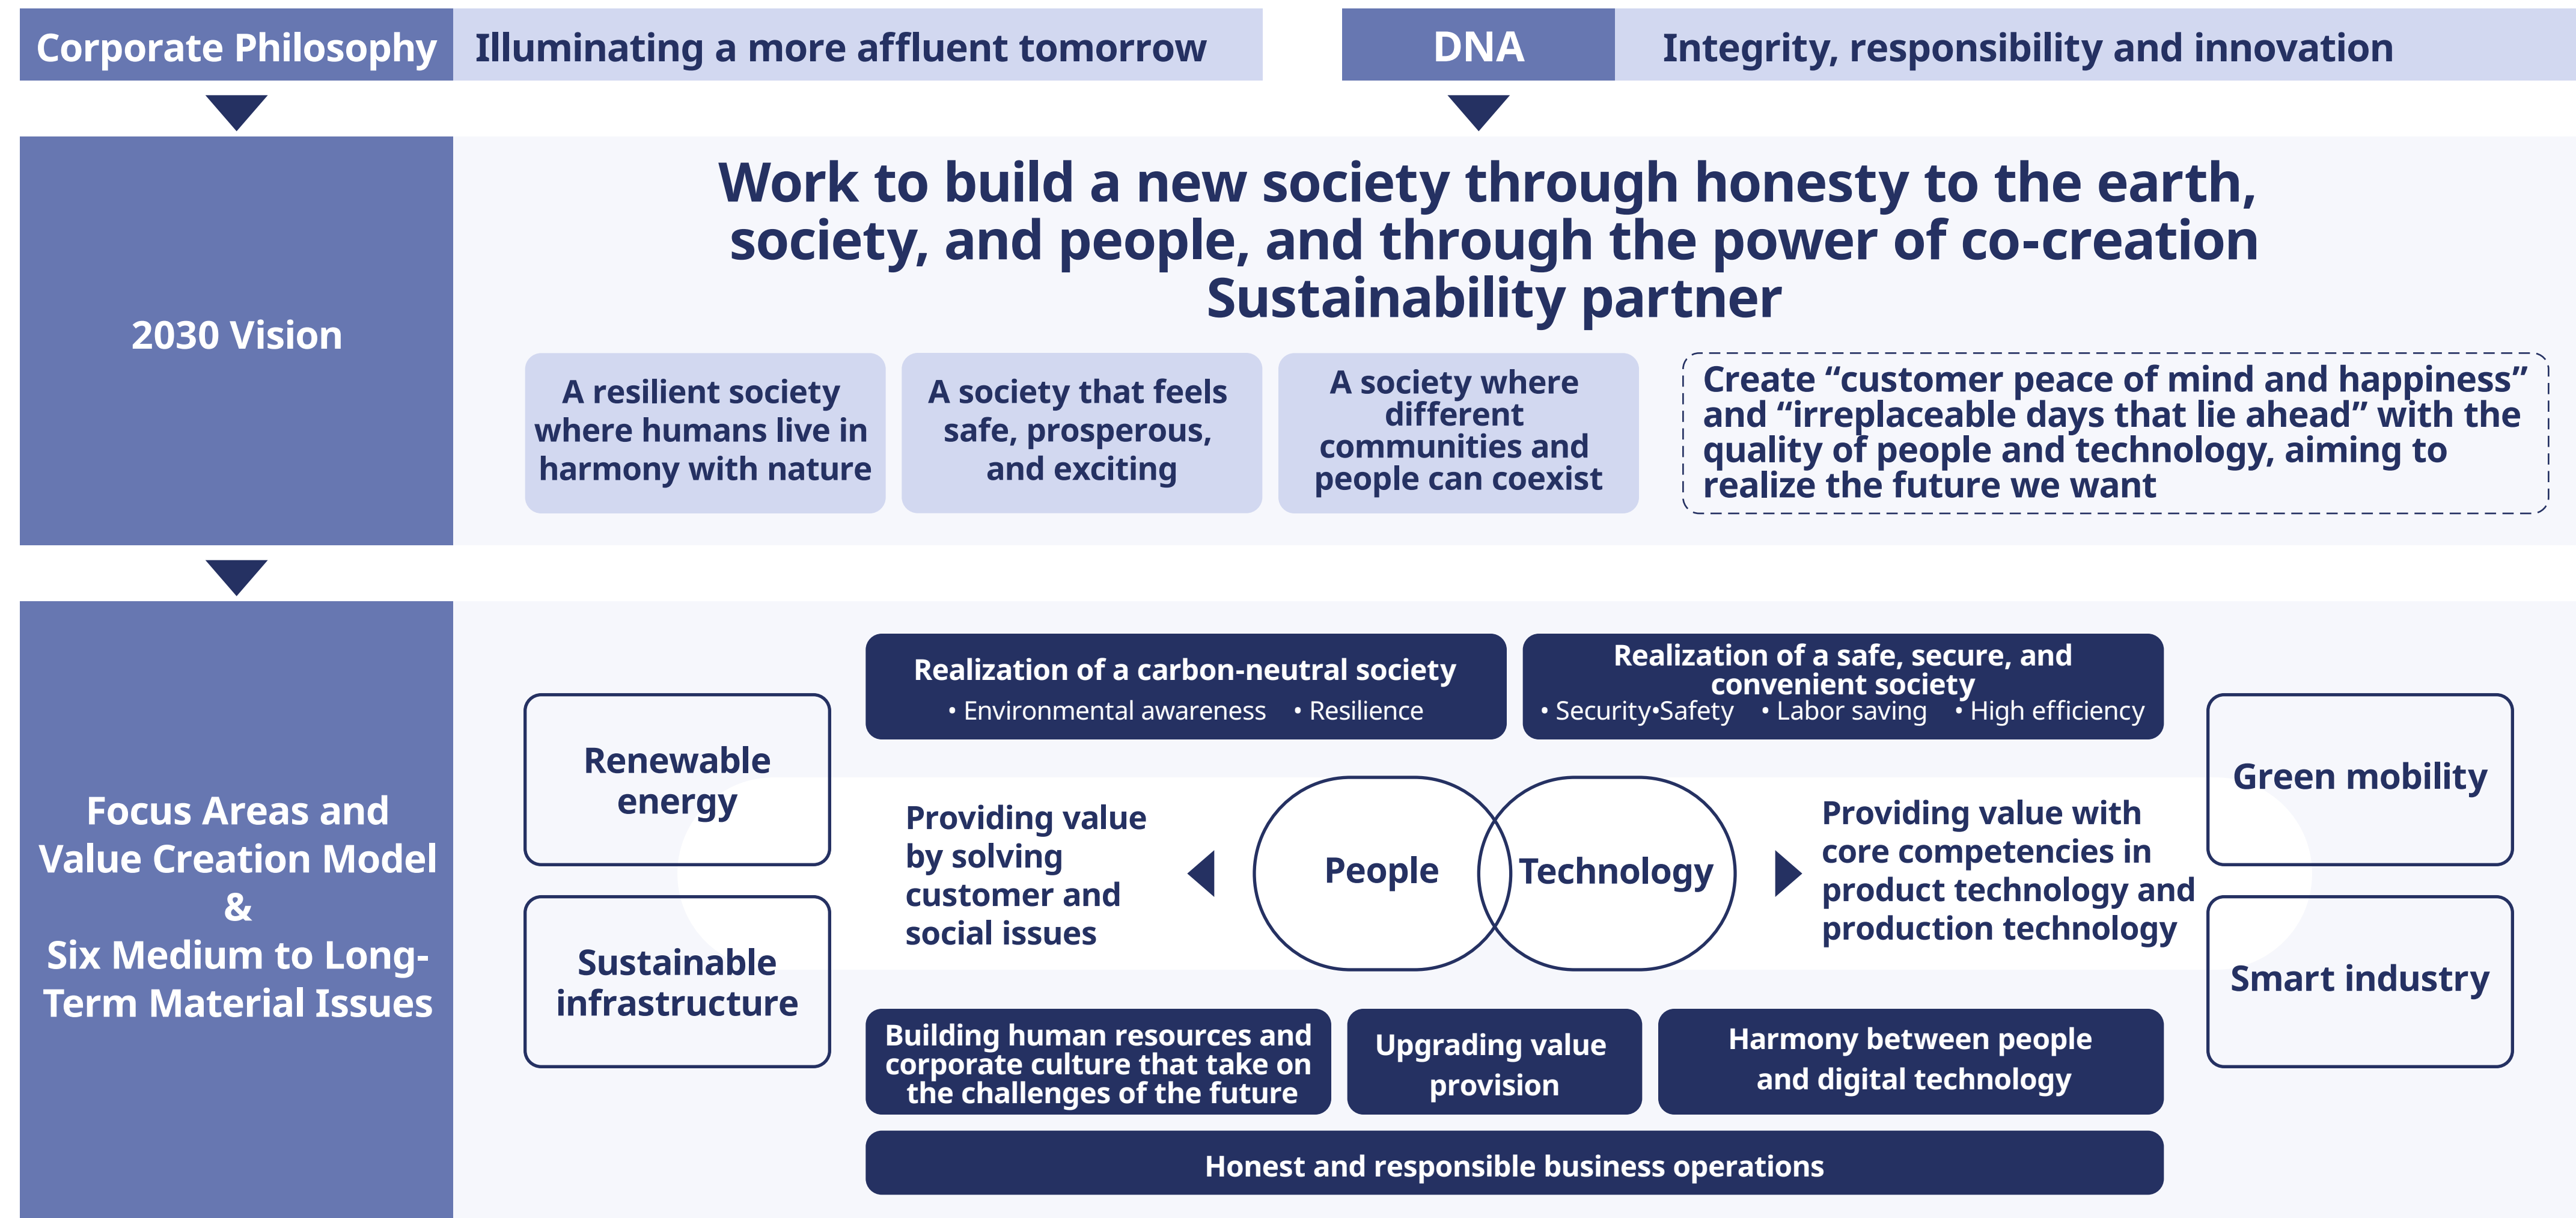 Corporate Philosophy
Illuminating a more affluent tomorrow
DNA
Integrity, responsibility and innovation
2030 Vision
Work to build a new society through honesty to the earth,
society, and people, and through the power of co-creation
Sustainability partner
A resilient society
where humans live in
harmony with nature
A society that feels
safe, prosperous,
and exciting
A society where
different
communities and
people can coexist
Create “customer peace of mind and happiness”
and “irreplaceable days that lie ahead” with the
quality of people and technology, aiming to
realize the future we want
Focus Areas and
Value Creation Model
&
Six Medium to Long-
Term Material Issues
Renewable
energy
Sustainable
infrastructure
Realization of a carbon-neutral society
• Environmental awareness • Resilience
Realization of a safe, secure, and
convenient society
• Security•Safety • Labor saving • High efficiency
Providing value
by solving
customer and
social issues
People
Technology
Providing value with
core competencies in
product technology and
production technology
Green mobility
Smart industry
Building human resources and
corporate culture that take on
the challenges of the future
Upgrading value
provision
Harmony between people
and digital technology
Honest and responsible business operations